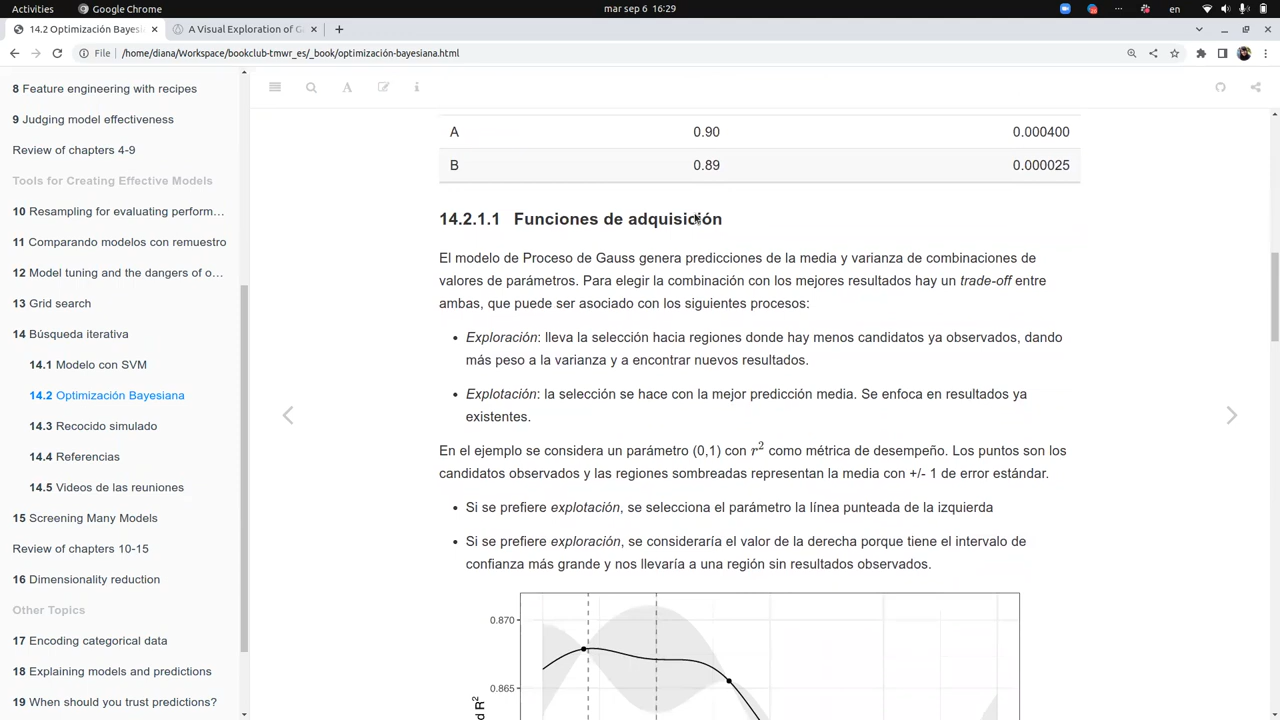 Activities
Google Chrome
mar sep 6 16:29
en
14.2 Optimización Bayesi
A Visual Exploration of G
File
/home/diana/Workspace/bookclub-tmwr_es/_book/optimización-bayesiana.html
8 Feature engineering with recipes
9 Judging model effectiveness
Review of chapters 4-9
Tools for Creating Effective Models
10 Resampling for evaluating perform…
11 Comparando modelos con remuestro
12 Model tuning and the dangers of o…
13 Grid search
14 Búsqueda iterativa
14.1 Modelo con SVM
14.2 Optimización Bayesiana
14.3 Recocido simulado
14.4 Referencias
14.5 Videos de las reuniones
15 Screening Many Models
Review of chapters 10-15
16 Dimensionality reduction
Other Topics
17 Encoding categorical data
18 Explaining models and predictions
19 When should you trust predictions?
A 0.90 0.000400
B 0.89 0.000025
14.2.1.1 Funciones de adquisición
El modelo de Proceso de Gauss genera predicciones de la media y varianza de combinaciones de
valores de parámetros. Para elegir la combinación con los mejores resultados hay un trade-off entre
ambas, que puede ser asociado con los siguientes procesos:
• Exploración: lleva la selección hacia regiones donde hay menos candidatos ya observados, dando
más peso a la varianza y a encontrar nuevos resultados.
• Explotación: la selección se hace con la mejor predicción media. Se enfoca en resultados ya
existentes.
En el ejemplo se considera un parámetro (0,1) con r² como métrica de desempeño. Los puntos son los
candidatos observados y las regiones sombreadas representan la media con +/- 1 de error estándar.
• Si se prefiere explotación, se selecciona el parámetro la línea punteada de la izquierda
• Si se prefiere exploración, se consideraría el valor de la derecha porque tiene el intervalo de
confianza más grande y nos llevaría a una región sin resultados observados.
0.870
0.865
d R²